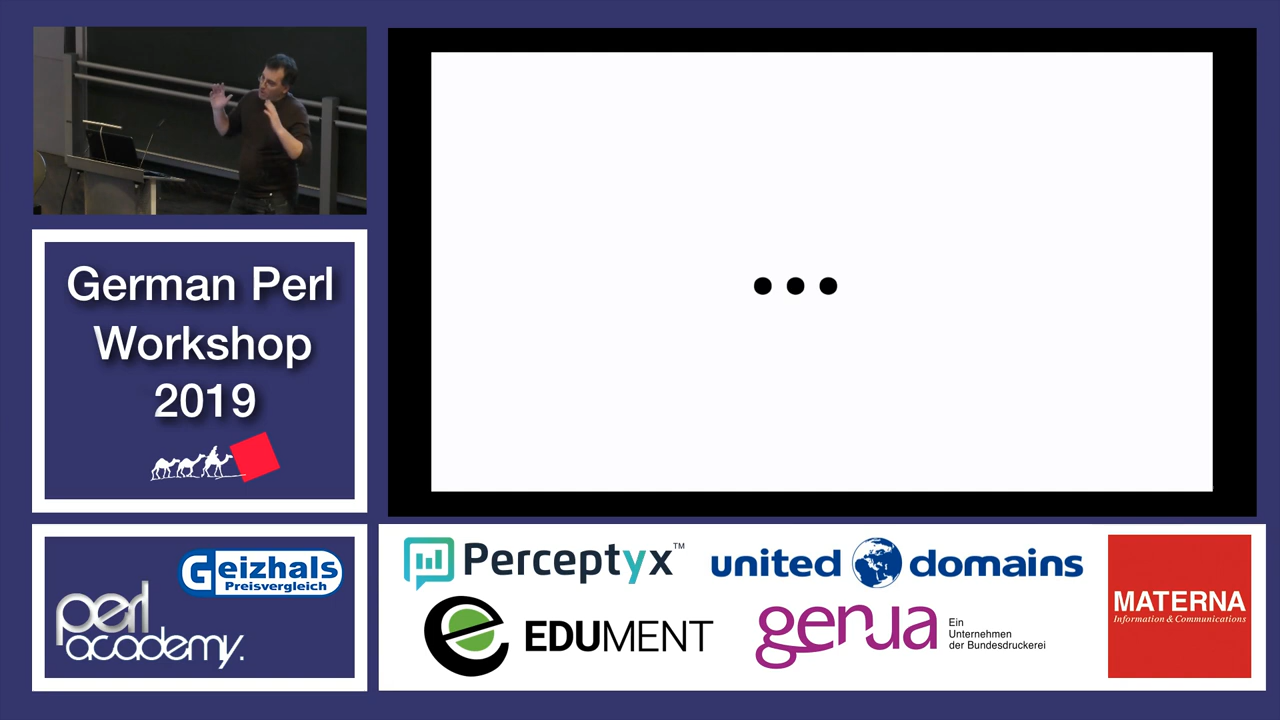 •••
German Perl
Workshop
2019
Geizhals
Preisvergleich
perl
academy.
Perceptyx™
united domains
EDUMENT
genua
Ein
Unternehmen
der Bundesdruckerei
MATERNA
Information & Communications